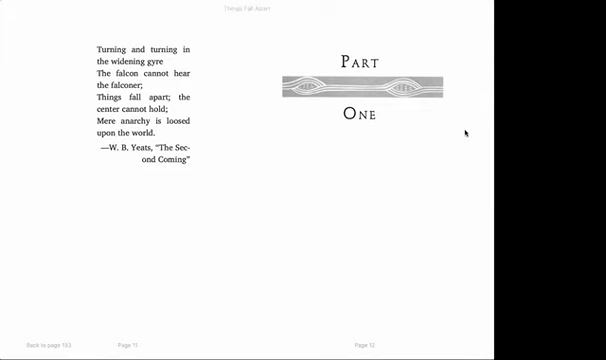 Things Fall Apart
Turning and turning in
the widening gyre
The falcon cannot hear
the falconer;
Things fall apart; the
center cannot hold;
Mere anarchy is loosed
upon the world.
—W. B. Yeats, “The Sec-
ond Coming”
PART
ONE
Back to page 193
Page 11
Page 12